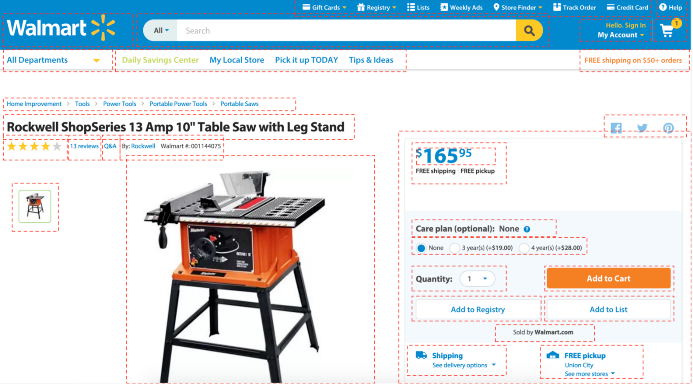 Gift Cards Registry Lists Weekly Ads Store Finder Track Order Credit Card Help
Walmart
All Search
Hello. Sign In
My Account
1
All Departments
Daily Savings Center My Local Store Pick it up TODAY Tips & Ideas
FREE shipping on $50+ orders
Home Improvement Tools Power Tools Portable Power Tools Portable Saws
Rockwell ShopSeries 13 Amp 10" Table Saw with Leg Stand
13 reviews Q&A By: Rockwell Walmart #: 001144075
$165.95
FREE shipping FREE pickup
Care plan (optional): None ?
None 3 year(s) (+$19.00) 4 year(s) (+$28.00)
Quantity: 1
Add to Cart
Add to Registry Add to List
Sold by Walmart.com
Shipping
See delivery options
FREE pickup
Union City
See more stores